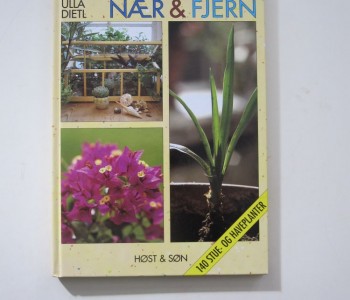 ULLA
DIETL
NÆR & FJERN
HØST & SØN
140 STUE- OG HAVEPLANTER